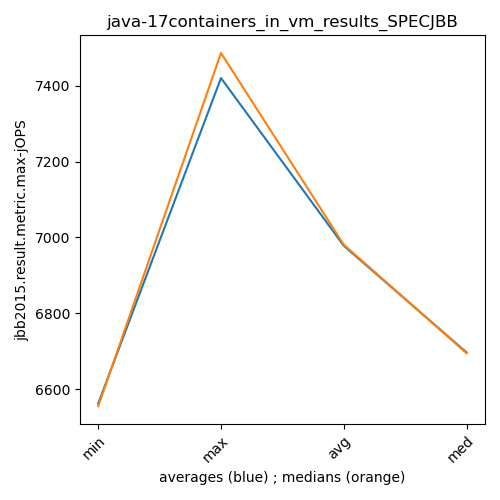 java-17containers_in_vm_results_SPECJBB
jbb2015.result.metric.max-jOPS
7400
7200
7000
6800
6600
min
max
avg
med
averages (blue) ; medians (orange)